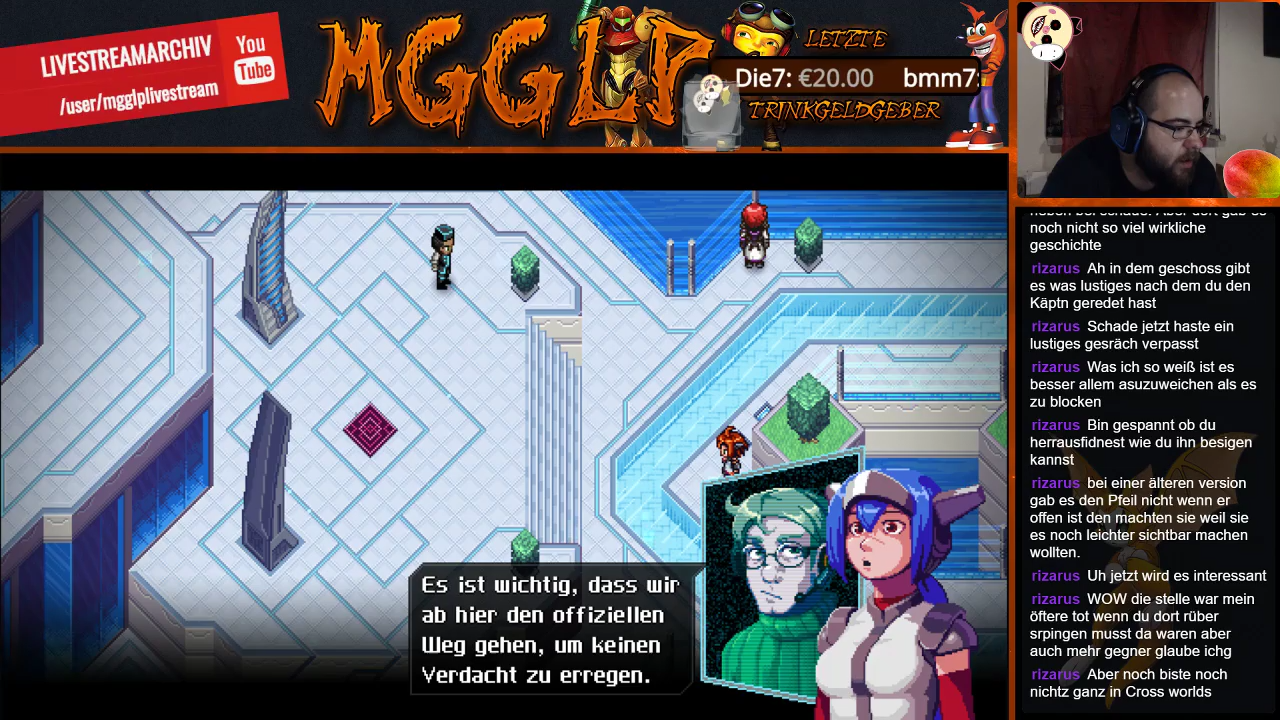 LIVESTREAMARCHIV
You
Tube
/user/mgglplivestream
MGGLP
LETZTE
Die7: €20.00 bmm7:
TRINKGELDGEBER
noch nicht so viel wirkliche
geschichte
rizarus Ah in dem geschoss gibt
es was lustiges nach dem du den
Käptn geredet hast
rizarus Schade jetzt haste ein
lustiges gesräch verpasst
rizarus Was ich so weiß ist es
besser allem asuzuweichen als es
zu blocken
rizarus Bin gespannt ob du
herrausfidnest wie du ihn besigen
kannst
rizarus bei einer älteren version
gab es den Pfeil nicht wenn er
offen ist den machten sie weil sie
es noch leichter sichtbar machen
wollten.
rizarus Uh jetzt wird es interessant
rizarus WOW die stelle war mein
öftere tot wenn du dort rüber
srpingen musst da waren aber
auch mehr gegner glaube ichg
rizarus Aber noch biste noch
nichtz ganz in Cross worlds
Es ist wichtig, dass wir
ab hier den offiziellen
Weg gehen, um keinen
Verdacht zu erregen.